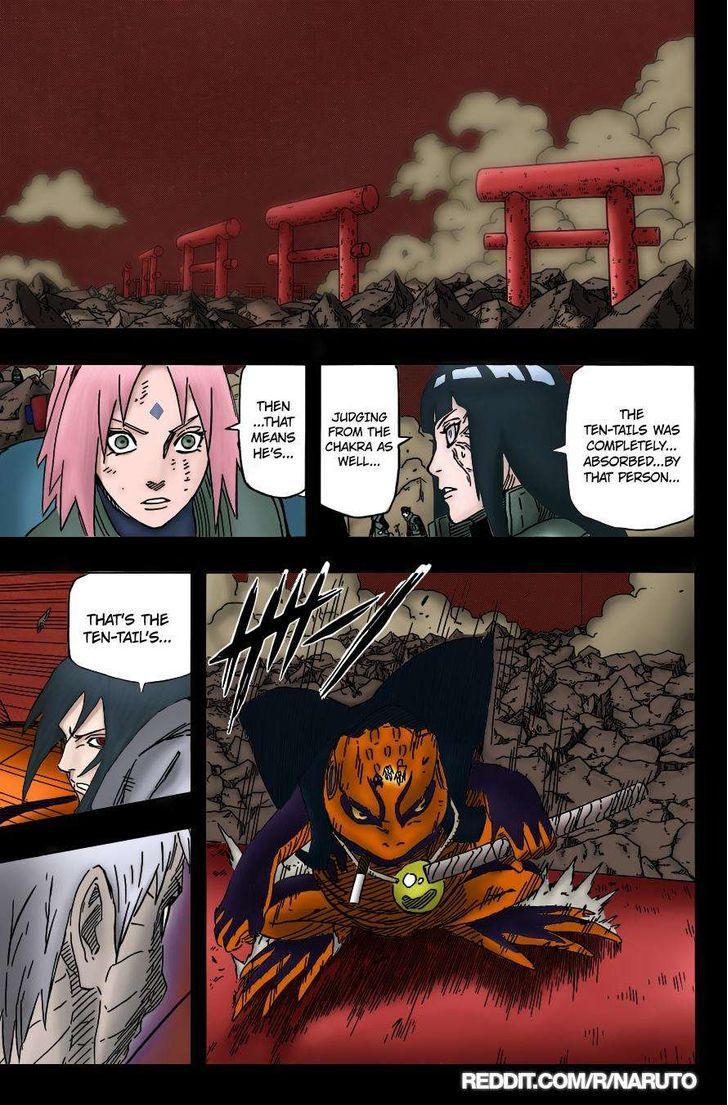 THE
TEN-TAILS WAS
COMPLETELY...
ABSORBED...BY
THAT PERSON...
JUDGING
FROM THE
CHAKRA AS
WELL...
THEN
...THAT
MEANS
HE'S...
THAT'S THE
TEN-TAIL'S...
REDDIT.COM/R/NARUTO